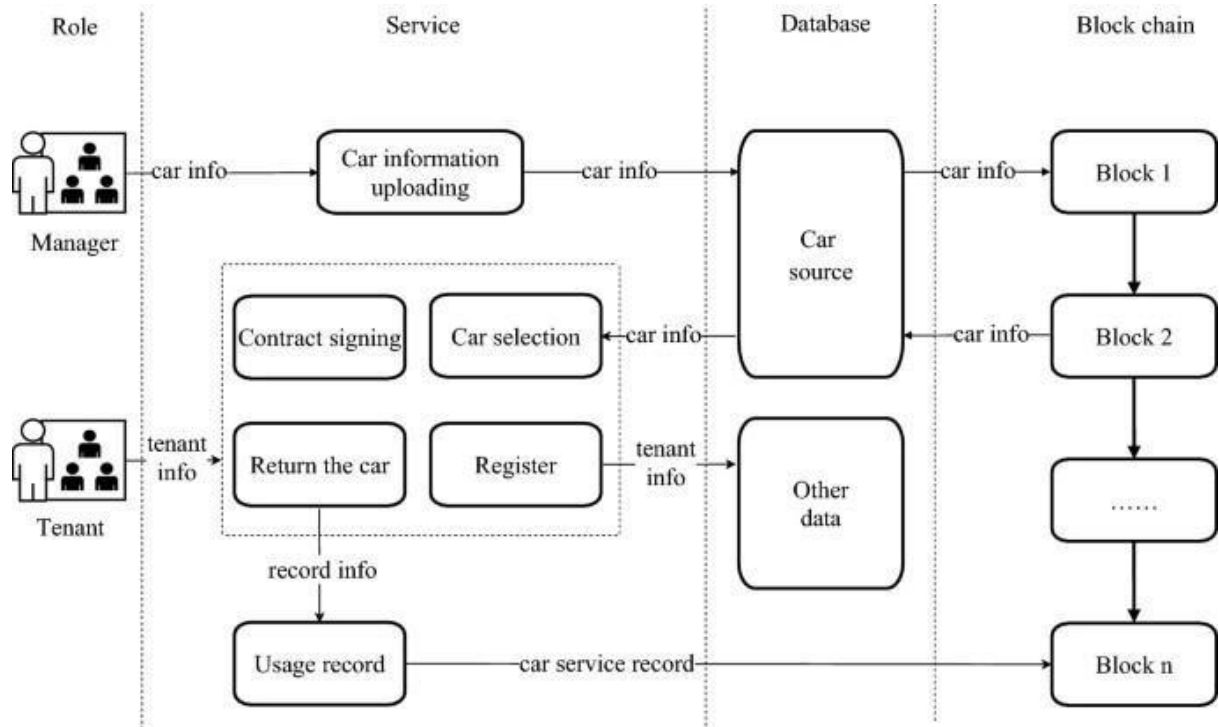 Role
Service
Database
Block chain
car info
Car information
uploading
car info
car info
Block 1
Manager
Car
source
Contract signing
Car selection
car info
car info
Block 2
tenant
info
Return the car
Register
tenant
info
Other
data
......
Tenant
record info
Usage record
car service record
Block n